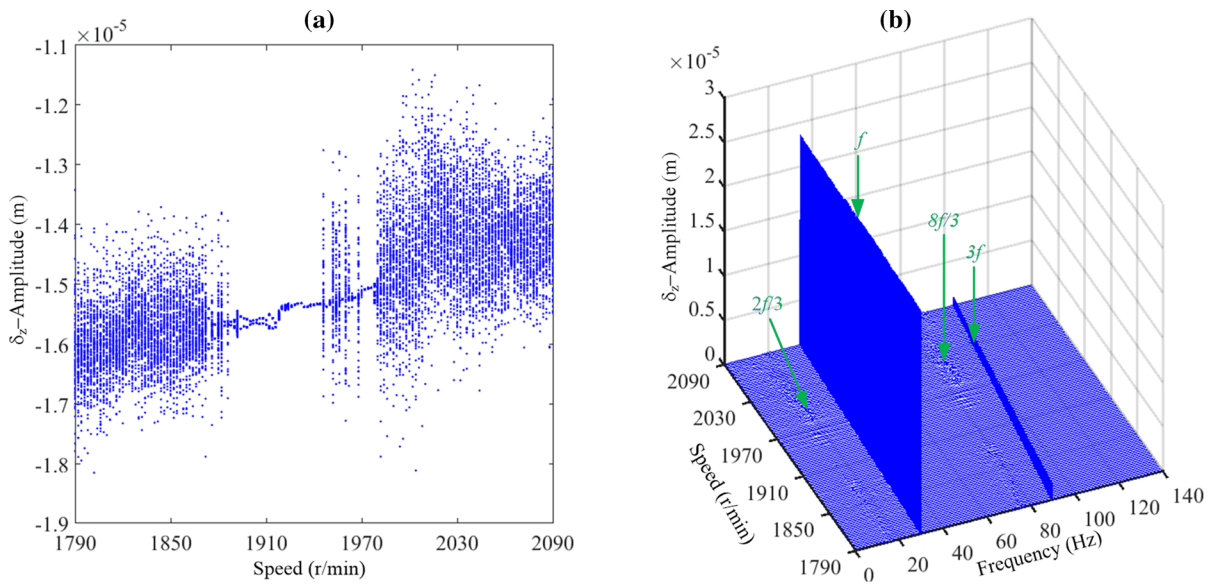 (a)
×10⁻⁵
-1.1
-1.2
-1.3
-1.4
-1.5
-1.6
-1.7
-1.8
-1.9
δz−Amplitude (m)
1790 1850 1910 1970 2030 2090
Speed (r/min)
(b)
×10⁻⁵
3
2.5
2
1.5
1
0.5
0
δz−Amplitude (m)
f
8f/3
3f
2f/3
2090
2030
1970
1910
1850
1790
Speed (r/min)
0 20 40 60 80 100 120 140
Frequency (Hz)